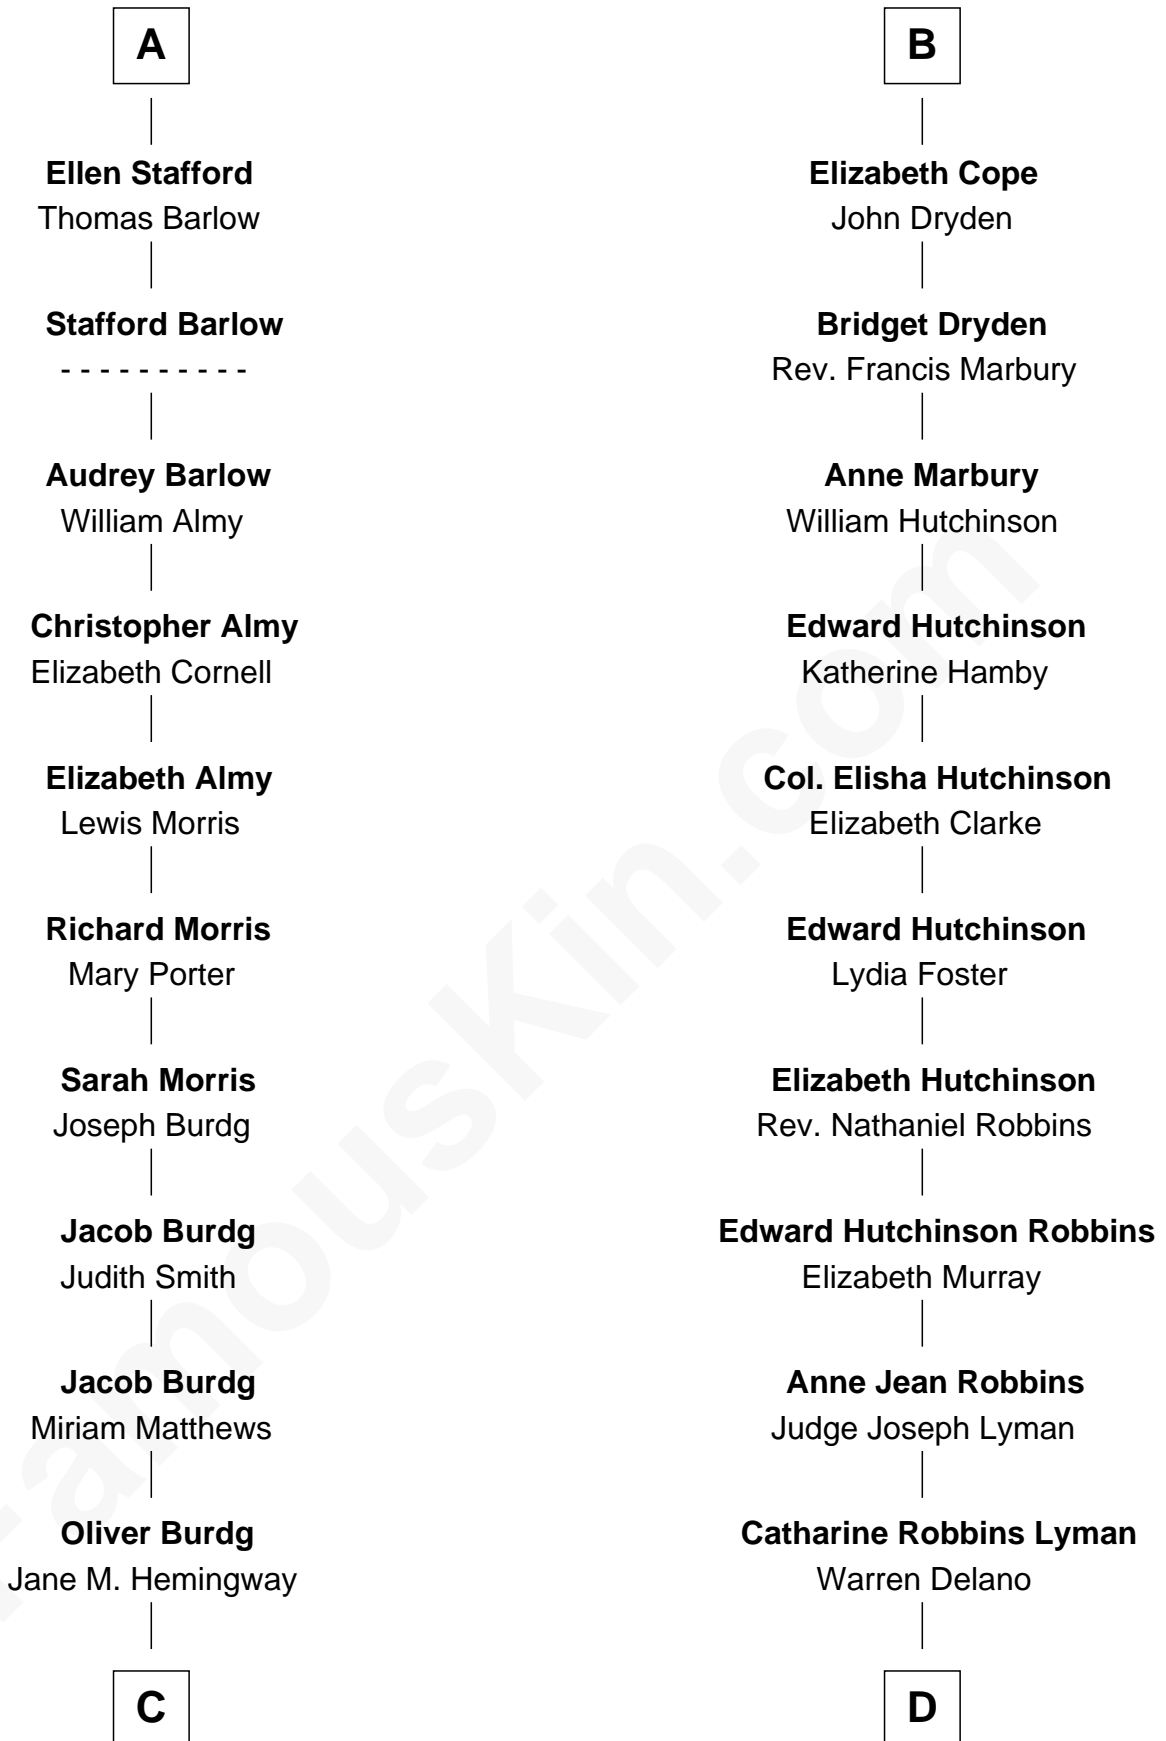 A
Ellen Stafford
Thomas Barlow
Stafford Barlow
- - - - - - - - - -
Audrey Barlow
William Almy
Christopher Almy
Elizabeth Cornell
Elizabeth Almy
Lewis Morris
Richard Morris
Mary Porter
Sarah Morris
Joseph Burdg
Jacob Burdg
Judith Smith
Jacob Burdg
Miriam Matthews
Oliver Burdg
Jane M. Hemingway
C
B
Elizabeth Cope
John Dryden
Bridget Dryden
Rev. Francis Marbury
Anne Marbury
William Hutchinson
Edward Hutchinson
Katherine Hamby
Col. Elisha Hutchinson
Elizabeth Clarke
Edward Hutchinson
Lydia Foster
Elizabeth Hutchinson
Rev. Nathaniel Robbins
Edward Hutchinson Robbins
Elizabeth Murray
Anne Jean Robbins
Judge Joseph Lyman
Catharine Robbins Lyman
Warren Delano
D
FamousKin.com